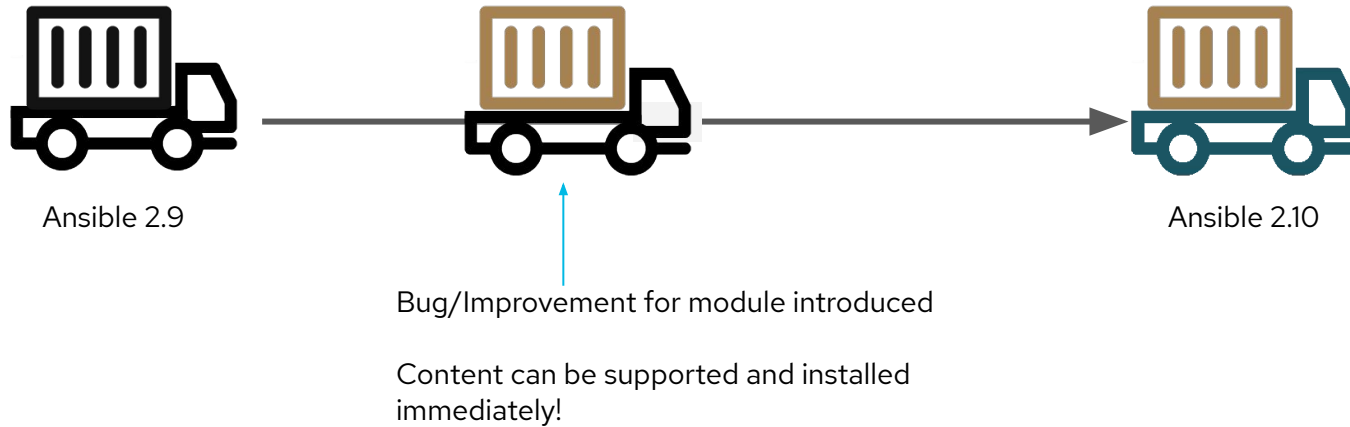 Ansible 2.9
Ansible 2.10
Bug/Improvement for module introduced
Content can be supported and installed
immediately!